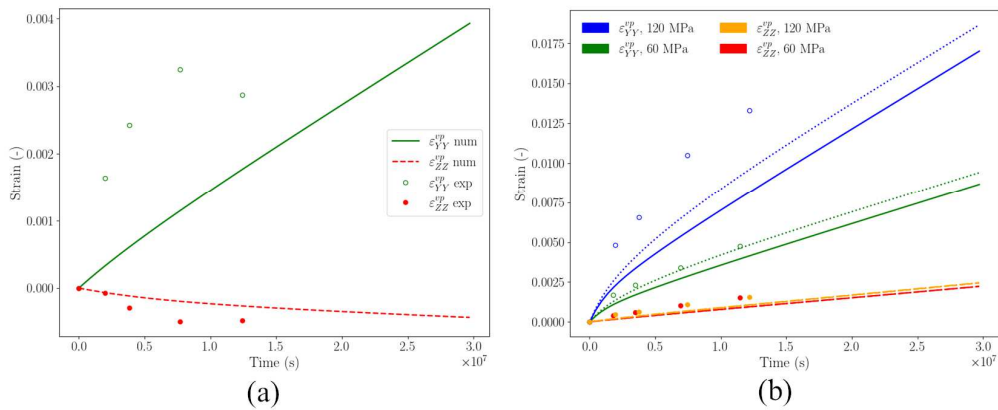 0.004
0.003
0.002
0.001
0.000
Strain (-)
ε^{vp}_{YY} num
ε^{vp}_{ZZ} num
ε^{vp}_{YY} exp
ε^{vp}_{ZZ} exp
0.0 0.5 1.0 1.5 2.0 2.5 3.0
Time (s)
×10^7
(a)
ε^{vp}_{YY}, 120 MPa ε^{vp}_{ZZ}, 120 MPa
ε^{vp}_{YY}, 60 MPa ε^{vp}_{ZZ}, 60 MPa
0.0175
0.0150
0.0125
0.0100
0.0075
0.0050
0.0025
0.0000
Strain (-)
0.0 0.5 1.0 1.5 2.0 2.5 3.0
Time (s)
×10^7
(b)